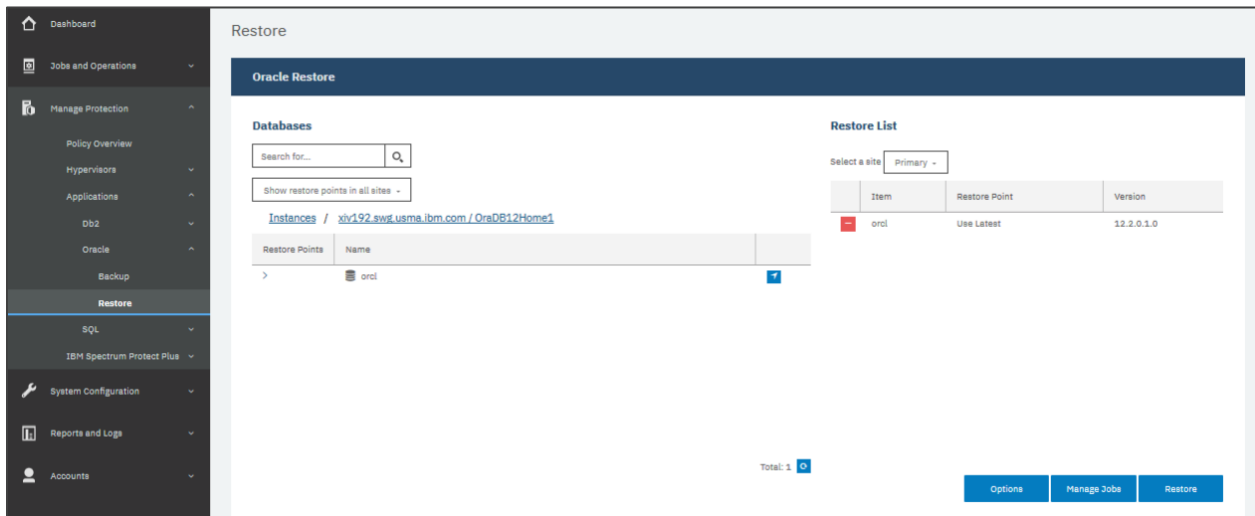 Dashboard
Jobs and Operations
Manage Protection
Policy Overview
Hypervisors
Applications
Db2
Oracle
Backup
Restore
SQL
IBM Spectrum Protect Plus
System Configuration
Reports and Logs
Accounts
Restore
Oracle Restore
Databases
Search for...
Show restore points in all sites
Instances / xiv192.swg.usma.ibm.com / OraDB12Home1
Restore Points Name
orcl
Total: 1
Restore List
Select a site Primary
Item Restore Point Version
orcl Use Latest 12.2.0.1.0
Options Manage Jobs Restore